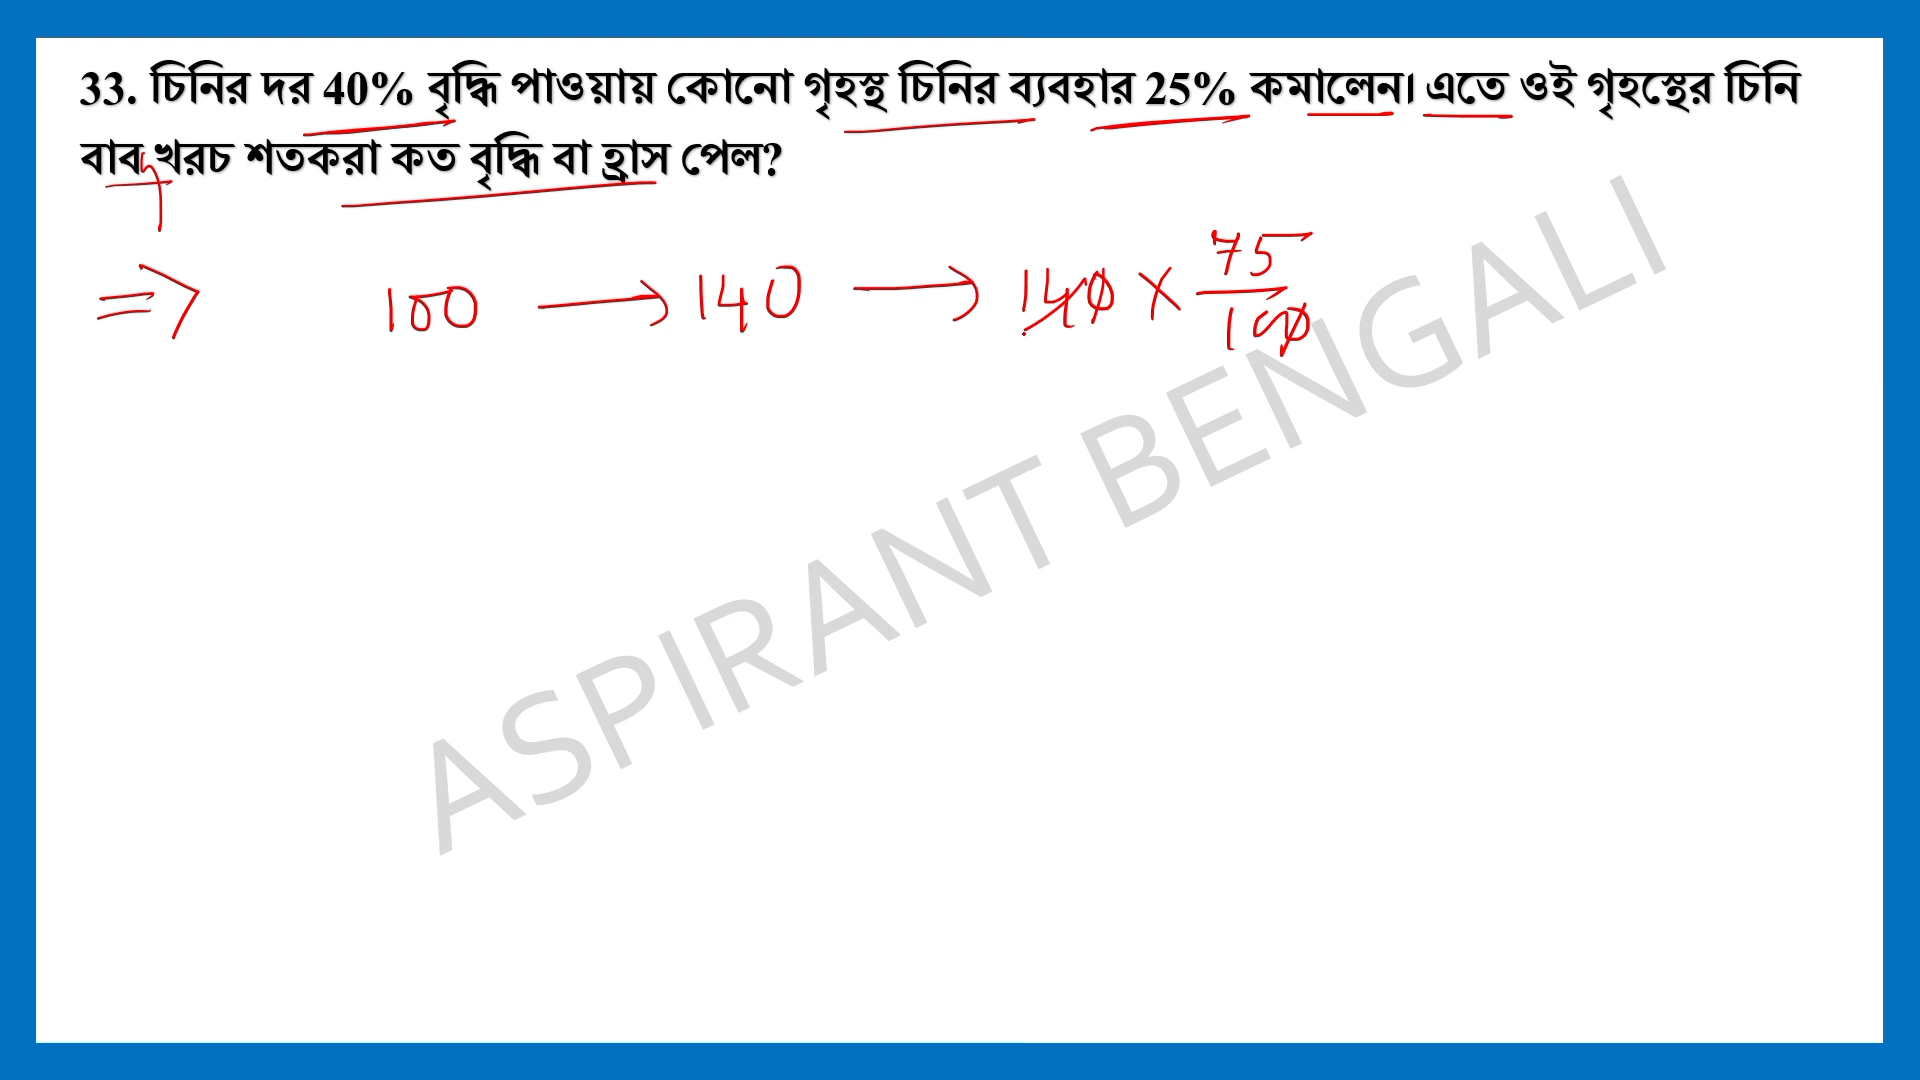 33. চিনির দর 40% বৃদ্ধি পাওয়ায় কোনো গৃহস্থ চিনির ব্যবহার 25% কমালেন। এতে ওই গৃহস্থের চিনি
বাব খরচ শতকরা কত বৃদ্ধি বা হ্রাস পেল?
ৎ
⇒ 100 → 140 → 140 × 75/100
ASPIRANT BENGALI